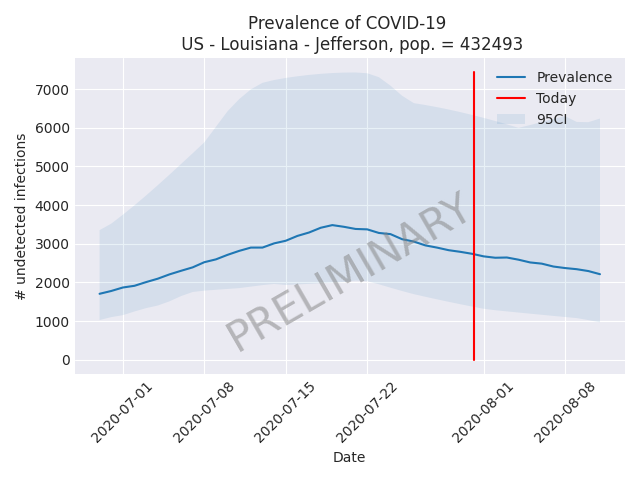 Prevalence of COVID-19
US - Louisiana - Jefferson, pop. = 432493
Prevalence
Today
95CI
7000
6000
5000
4000
3000
2000
1000
0
# undetected infections
PRELIMINARY
2020-07-01
2020-07-08
2020-07-15
2020-07-22
2020-08-01
2020-08-08
Date